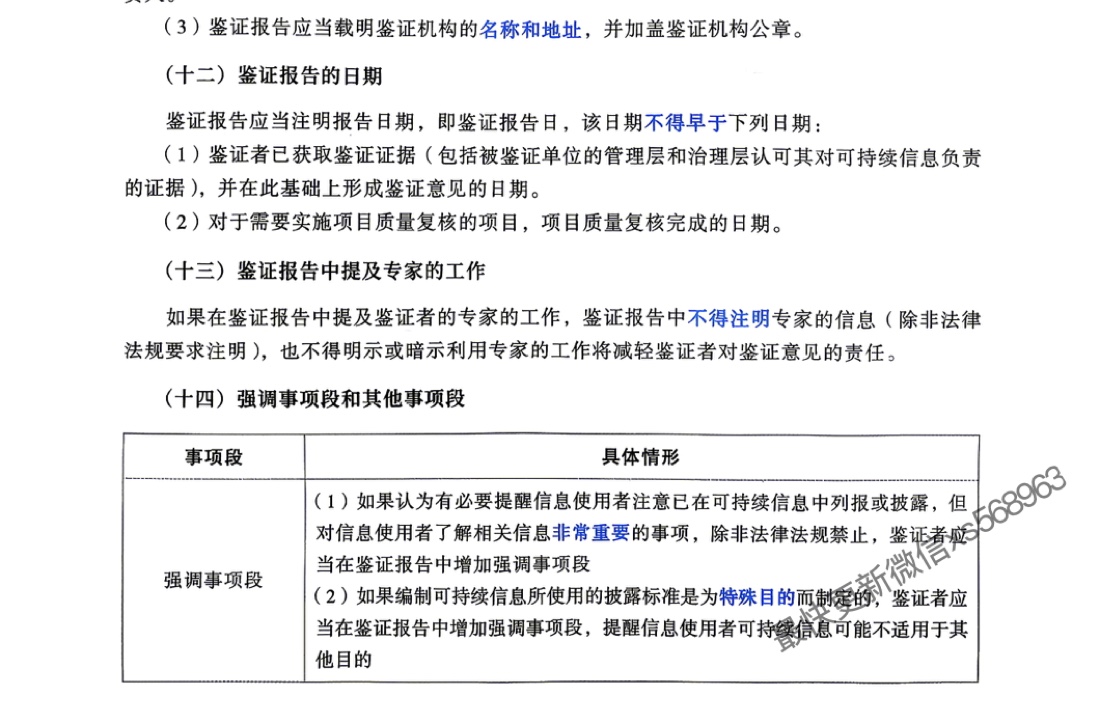 （3）鉴证报告应当载明鉴证机构的名称和地址，并加盖鉴证机构公章。
（十二）鉴证报告的日期
鉴证报告应当注明报告日期，即鉴证报告日，该日期不得早于下列日期：
（1）鉴证者已获取鉴证证据（包括被鉴证单位的管理层和治理层认可其对可持续信息负责
的证据），并在此基础上形成鉴证意见的日期。
（2）对于需要实施项目质量复核的项目，项目质量复核完成的日期。
（十三）鉴证报告中提及专家的工作
如果在鉴证报告中提及鉴证者的专家的工作，鉴证报告中不得注明专家的信息（除非法律
法规要求注明），也不得明示或暗示利用专家的工作将减轻鉴证者对鉴证意见的责任。
（十四）强调事项段和其他事项段
事项段
具体情形
强调事项段
（1）如果认为有必要提醒信息使用者注意已在可持续信息中列报或披露，但
对信息使用者了解相关信息非常重要的事项，除非法律法规禁止，鉴证者应
当在鉴证报告中增加强调事项段
（2）如果编制可持续信息所使用的披露标准是为特殊目的而制定的，鉴证者应
当在鉴证报告中增加强调事项段，提醒信息使用者可持续信息可能不适用于其
他目的
最快更新微信xs568963